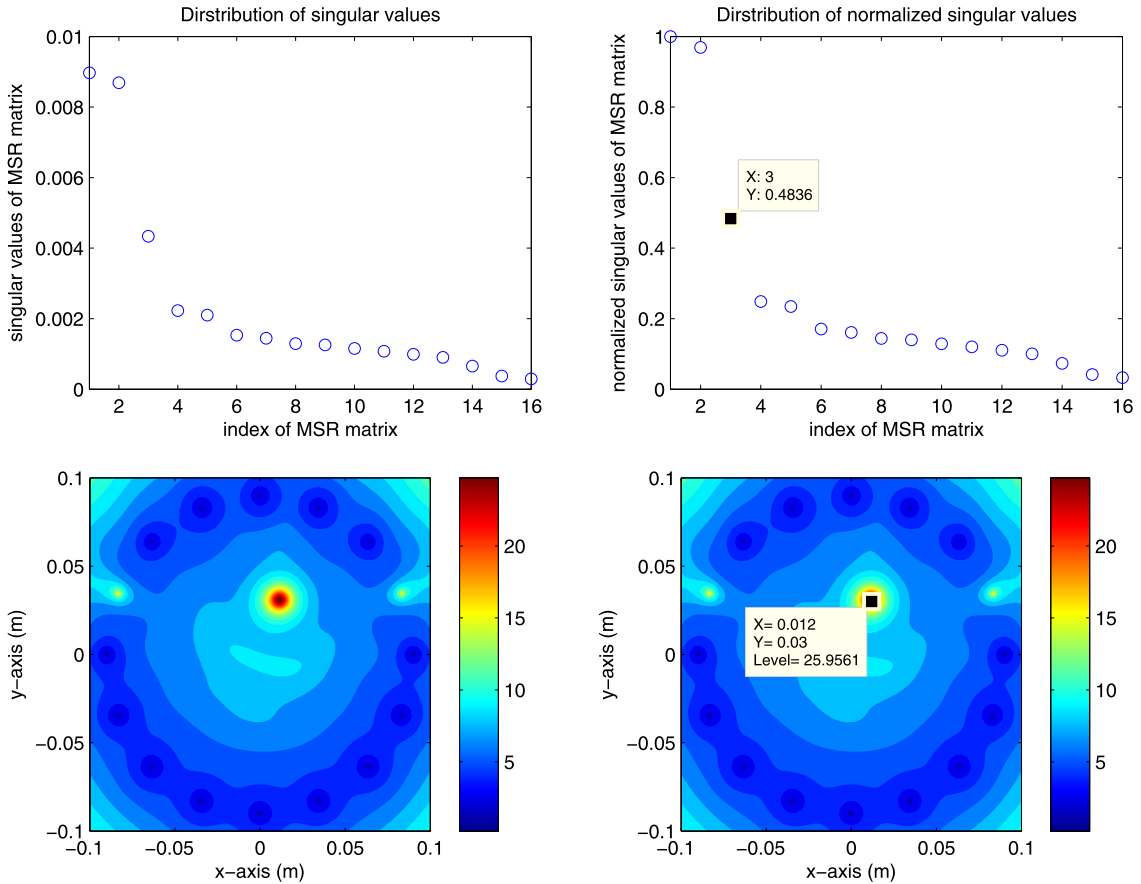 Dirstribution of singular values
0.01
0.008
0.006
0.004
0.002
0
singular values of MSR matrix
2 4 6 8 10 12 14 16
index of MSR matrix
Dirstribution of normalized singular values
1
0.8
0.6
0.4
0.2
0
normalized singular values of MSR matrix
X: 3
Y: 0.4836
2 4 6 8 10 12 14 16
index of MSR matrix
0.1
0.05
0
−0.05
−0.1
y−axis (m)
−0.1 −0.05 0 0.05 0.1
x−axis (m)
20
15
10
5
0.1
0.05
0
−0.05
−0.1
y−axis (m)
X= 0.012
Y= 0.03
Level= 25.9561
−0.1 −0.05 0 0.05 0.1
x−axis (m)
20
15
10
5